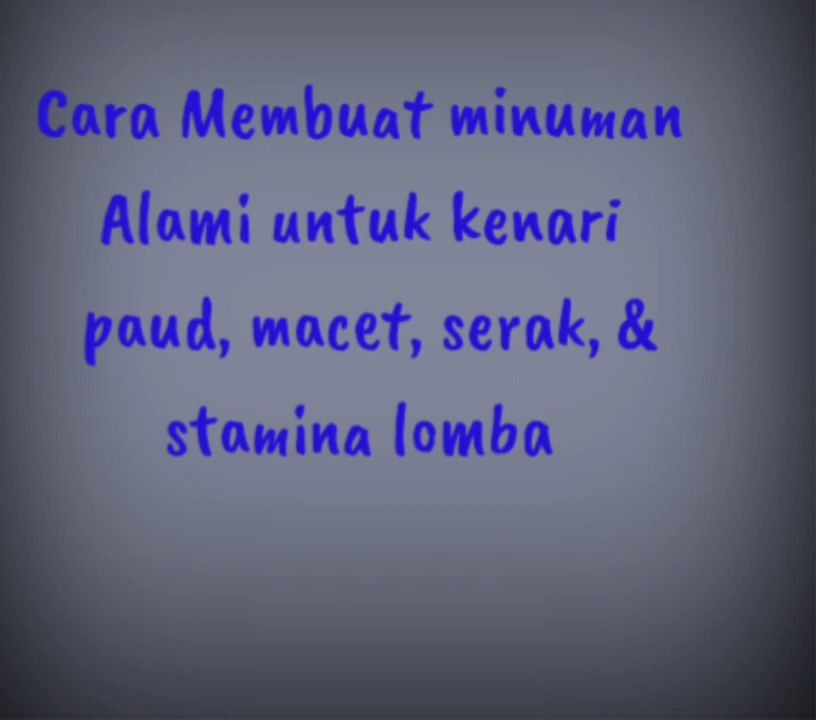 Cara Membuat minuman
Alami untuk kenari
paud, macet, serak, &
stamina lomba